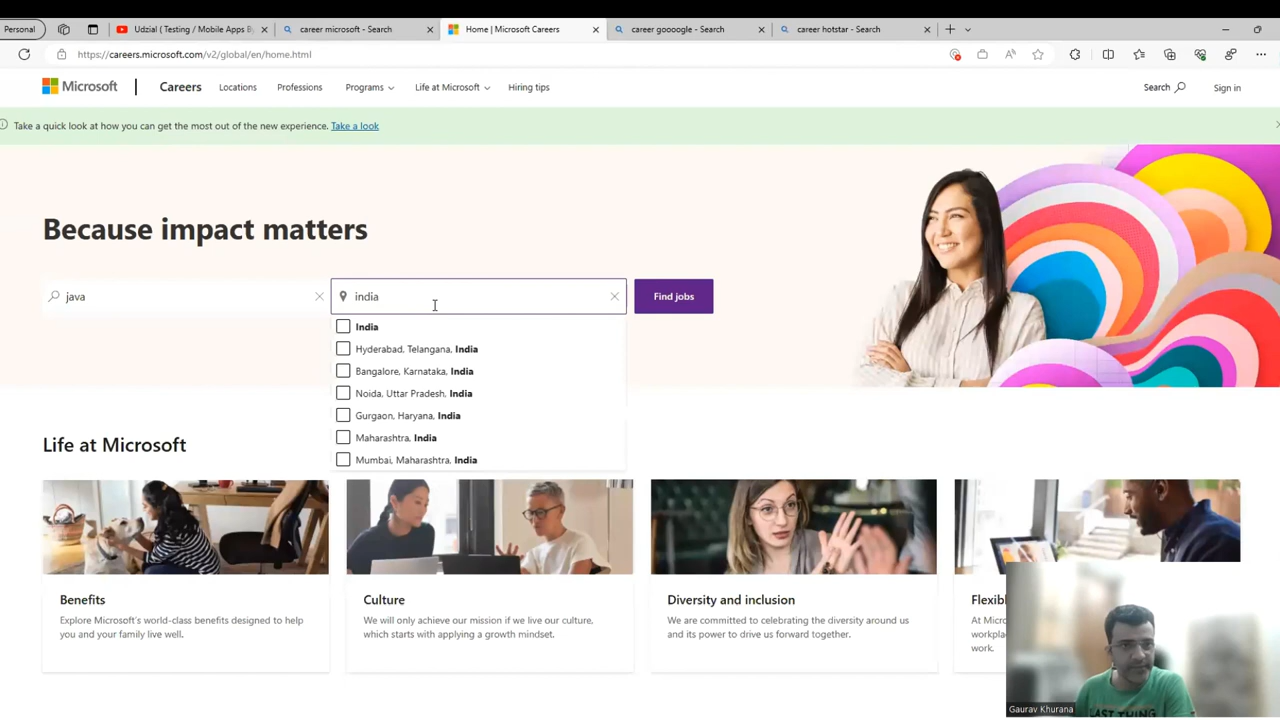 Personal
Udzial ( Testing / Mobile Apps B
career microsoft - Search
Home | Microsoft Careers
career goooogle - Search
career hotstar - Search
https://careers.microsoft.com/v2/global/en/home.html
Microsoft
Careers
Locations
Professions
Programs
Life at Microsoft
Hiring tips
Search
Sign in
Take a quick look at how you can get the most out of the new experience. Take a look
Because impact matters
java
india
Find jobs
India
Hyderabad, Telangana, India
Bangalore, Karnataka, India
Noida, Uttar Pradesh, India
Gurgaon, Haryana, India
Maharashtra, India
Mumbai, Maharashtra, India
Life at Microsoft
Benefits
Explore Microsoft's world-class benefits designed to help
you and your family live well.
Culture
We will only achieve our mission if we live our culture,
which starts with applying a growth mindset.
Diversity and inclusion
We are committed to celebrating the diversity around us
and its power to drive us forward together.
Flexibl
At Micro
workplac
work.
LAST THING
Gaurav Khurana